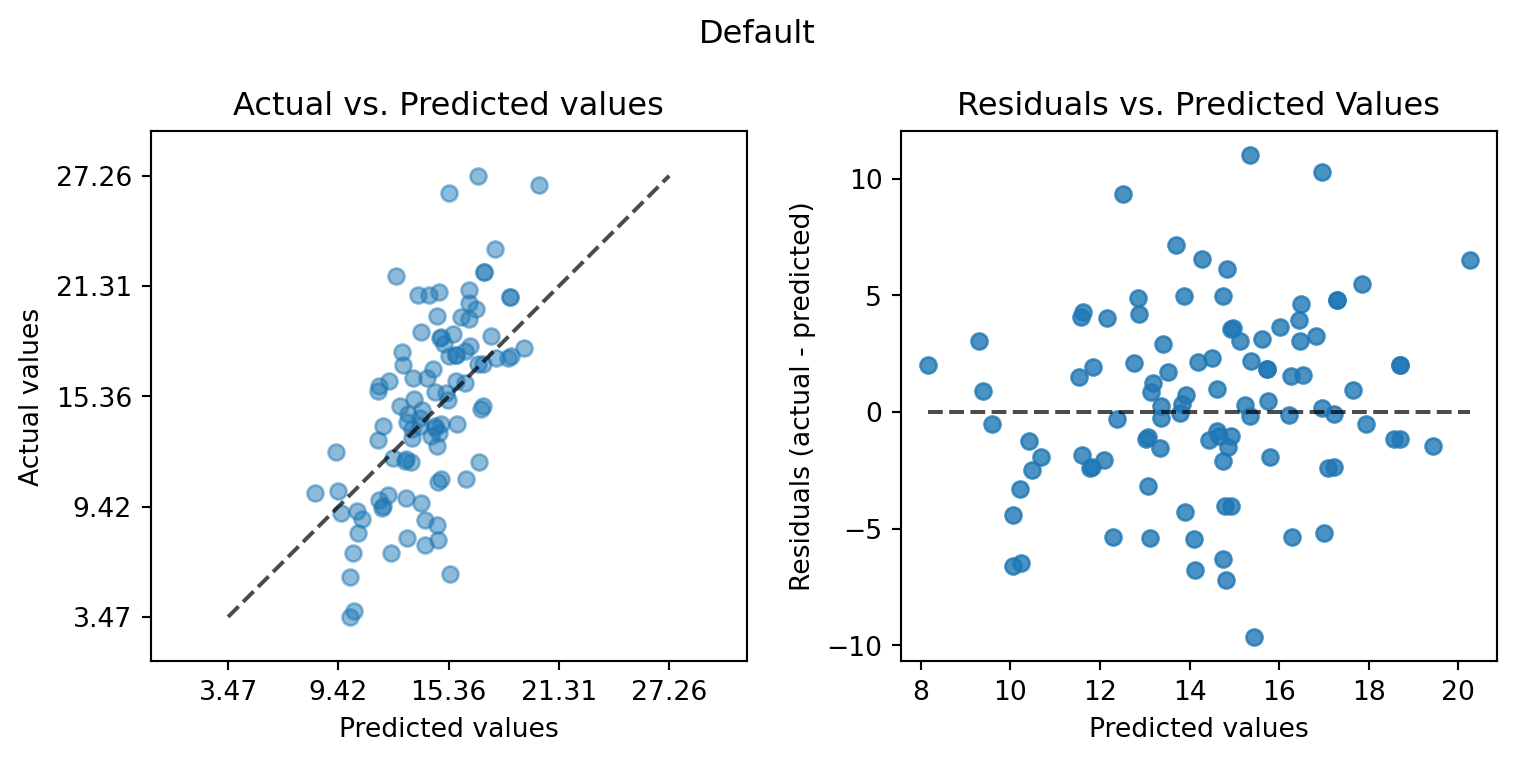 Default
Actual vs. Predicted values
Actual values
27.26
21.31
15.36
9.42
3.47
3.47 9.42 15.36 21.31 27.26
Predicted values
Residuals vs. Predicted Values
Residuals (actual - predicted)
10
5
0
−5
−10
8 10 12 14 16 18 20
Predicted values